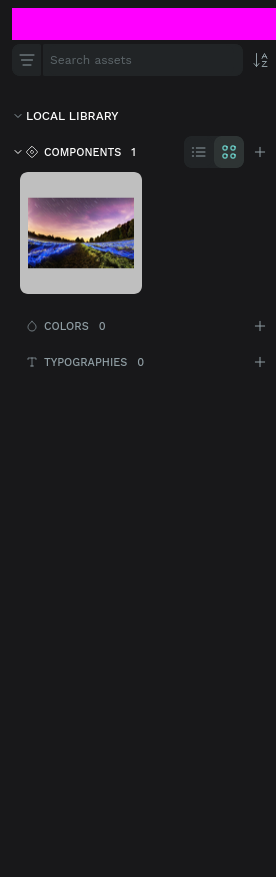 Search assets
A
Z
LOCAL LIBRARY
COMPONENTS 1
COLORS 0
TYPOGRAPHIES 0